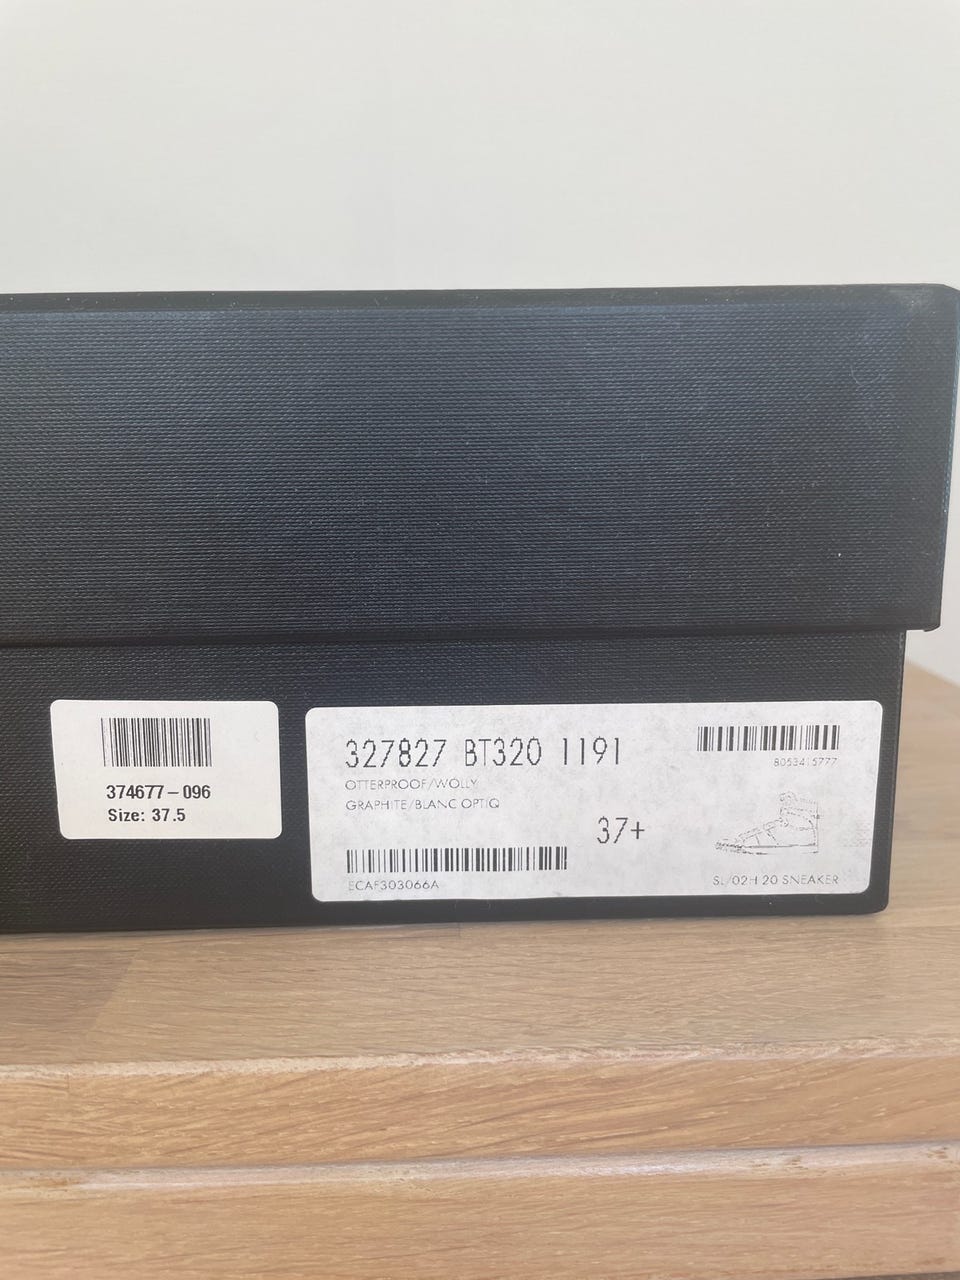 374677-096
Size: 37.5
327827 BT320 1191
OTTERPROOF/WOLLY
GRAPHITE/BLANC OPTIQ
8053415777
37+
ECAF303066A
SL/02H 20 SNEAKER